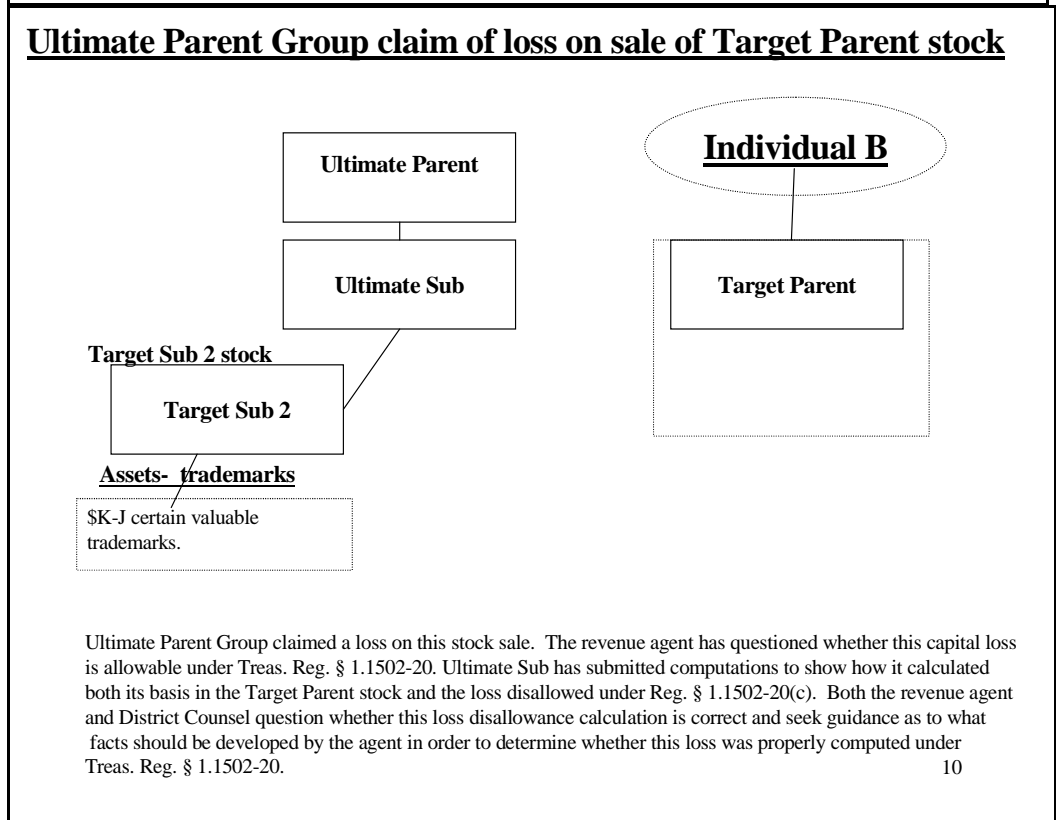 Ultimate Parent Group claim of loss on sale of Target Parent stock
Ultimate Parent
Individual B
Ultimate Sub
Target Parent
Target Sub 2 stock
Target Sub 2
Assets- trademarks
$K-J certain valuable
trademarks.
Ultimate Parent Group claimed a loss on this stock sale. The revenue agent has questioned whether this capital loss
is allowable under Treas. Reg. § 1.1502-20. Ultimate Sub has submitted computations to show how it calculated
both its basis in the Target Parent stock and the loss disallowed under Reg. § 1.1502-20(c). Both the revenue agent
and District Counsel question whether this loss disallowance calculation is correct and seek guidance as to what
facts should be developed by the agent in order to determine whether this loss was properly computed under
Treas. Reg. § 1.1502-20.
10